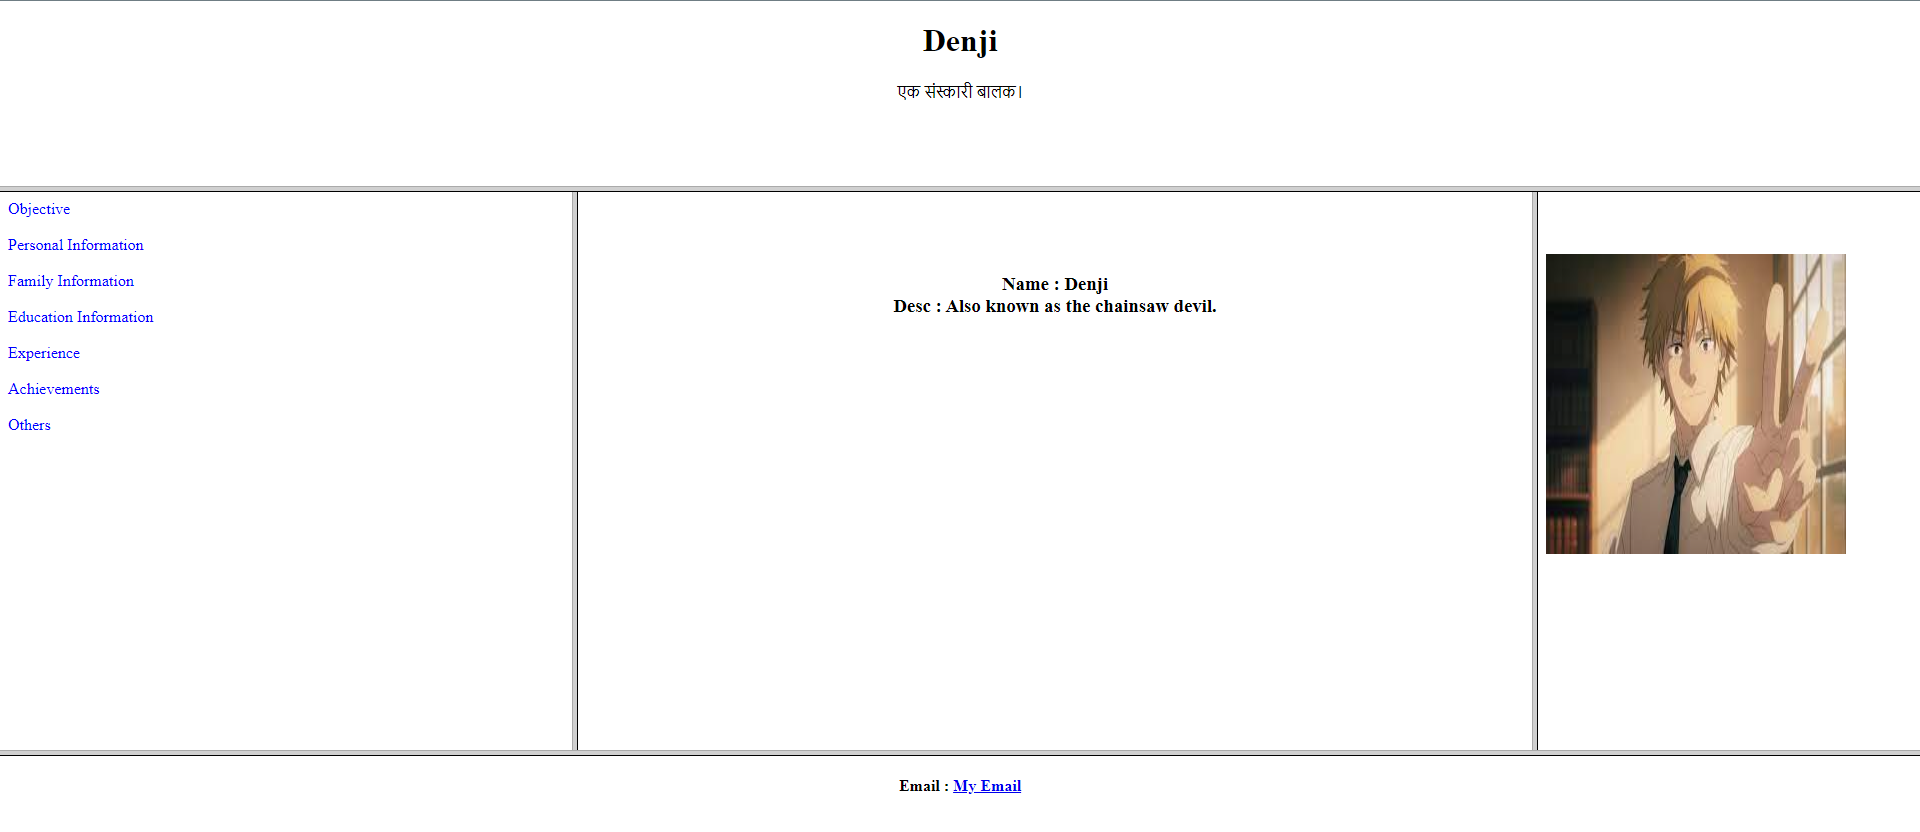 Denji
एक संस्कारी बालक।
Objective
Personal Information
Family Information
Education Information
Experience
Achievements
Others
Name : Denji
Desc : Also known as the chainsaw devil.
Email : My Email